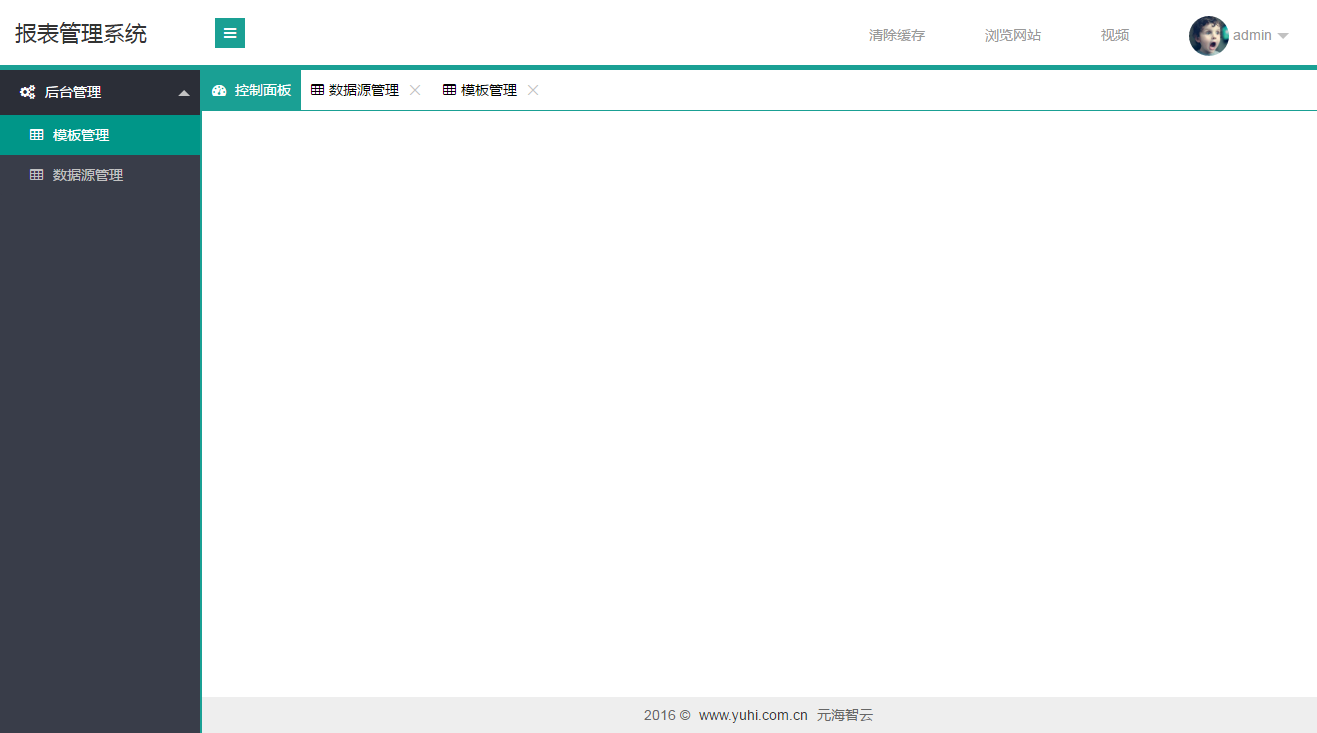 报表管理系统
清除缓存 浏览网站 视频 admin
后台管理
模板管理
数据源管理
控制面板 数据源管理 模板管理
2016 © www.yuhi.com.cn 元海智云